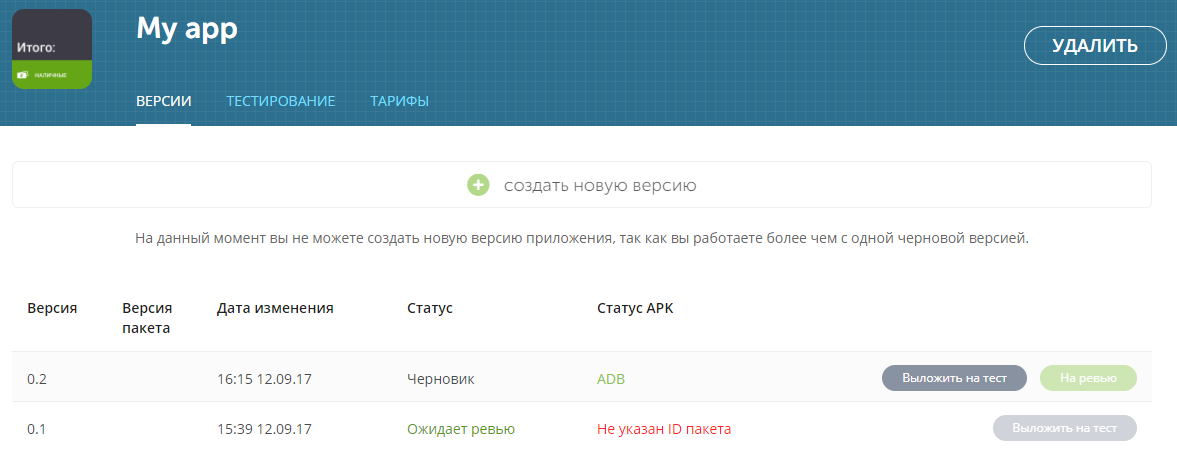 My app
Итого:
НАЛИЧНЫЕ
УДАЛИТЬ
ВЕРСИИ ТЕСТИРОВАНИЕ ТАРИФЫ
создать новую версию
На данный момент вы не можете создать новую версию приложения, так как вы работаете более чем с одной черновой версией.
Версия Версия пакета Дата изменения Статус Статус APK
0.2 16:15 12.09.17 Черновик ADB Выложить на тест На ревью
0.1 15:39 12.09.17 Ожидает ревью Не указан ID пакета Выложить на тест